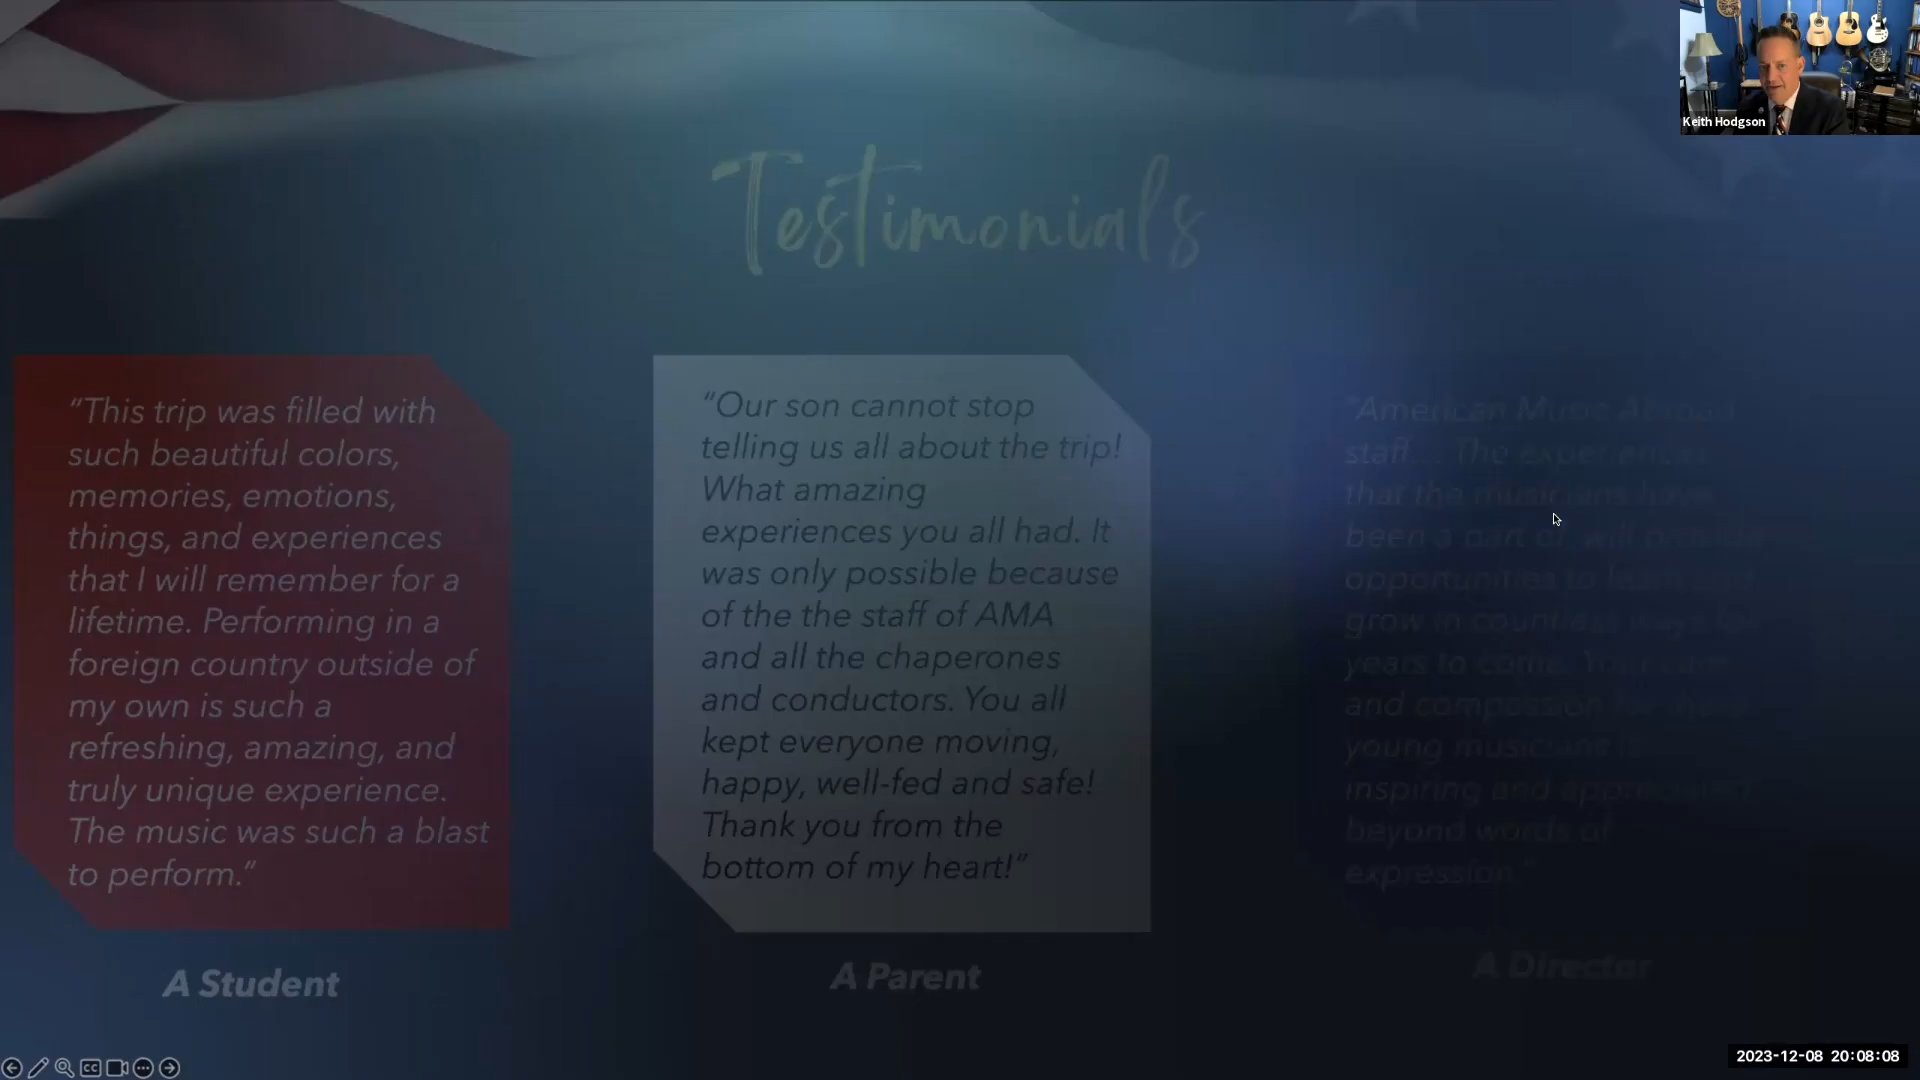 Keith Hodgson
Testimonials
“This trip was filled with
such beautiful colors,
memories, emotions,
things, and experiences
that I will remember for a
lifetime. Performing in a
foreign country outside of
my own is such a
refreshing, amazing, and
truly unique experience.
The music was such a blast
to perform.“
A Student
“Our son cannot stop
telling us all about the trip!
What amazing
experiences you all had. It
was only possible because
of the the staff of AMA
and all the chaperones
and conductors. You all
kept everyone moving,
happy, well-fed and safe!
Thank you from the
bottom of my heart!”
A Parent
“American Music Abroad
staff... The experiences
that the musicians have
been a part of, will provide
opportunities to learn and
grow in countless ways for
years to come. Your care
and compassion for these
young musicians is
inspiring and appreciated
beyond words of
expression.”
A Director
CC
2023-12-08 20:08:08